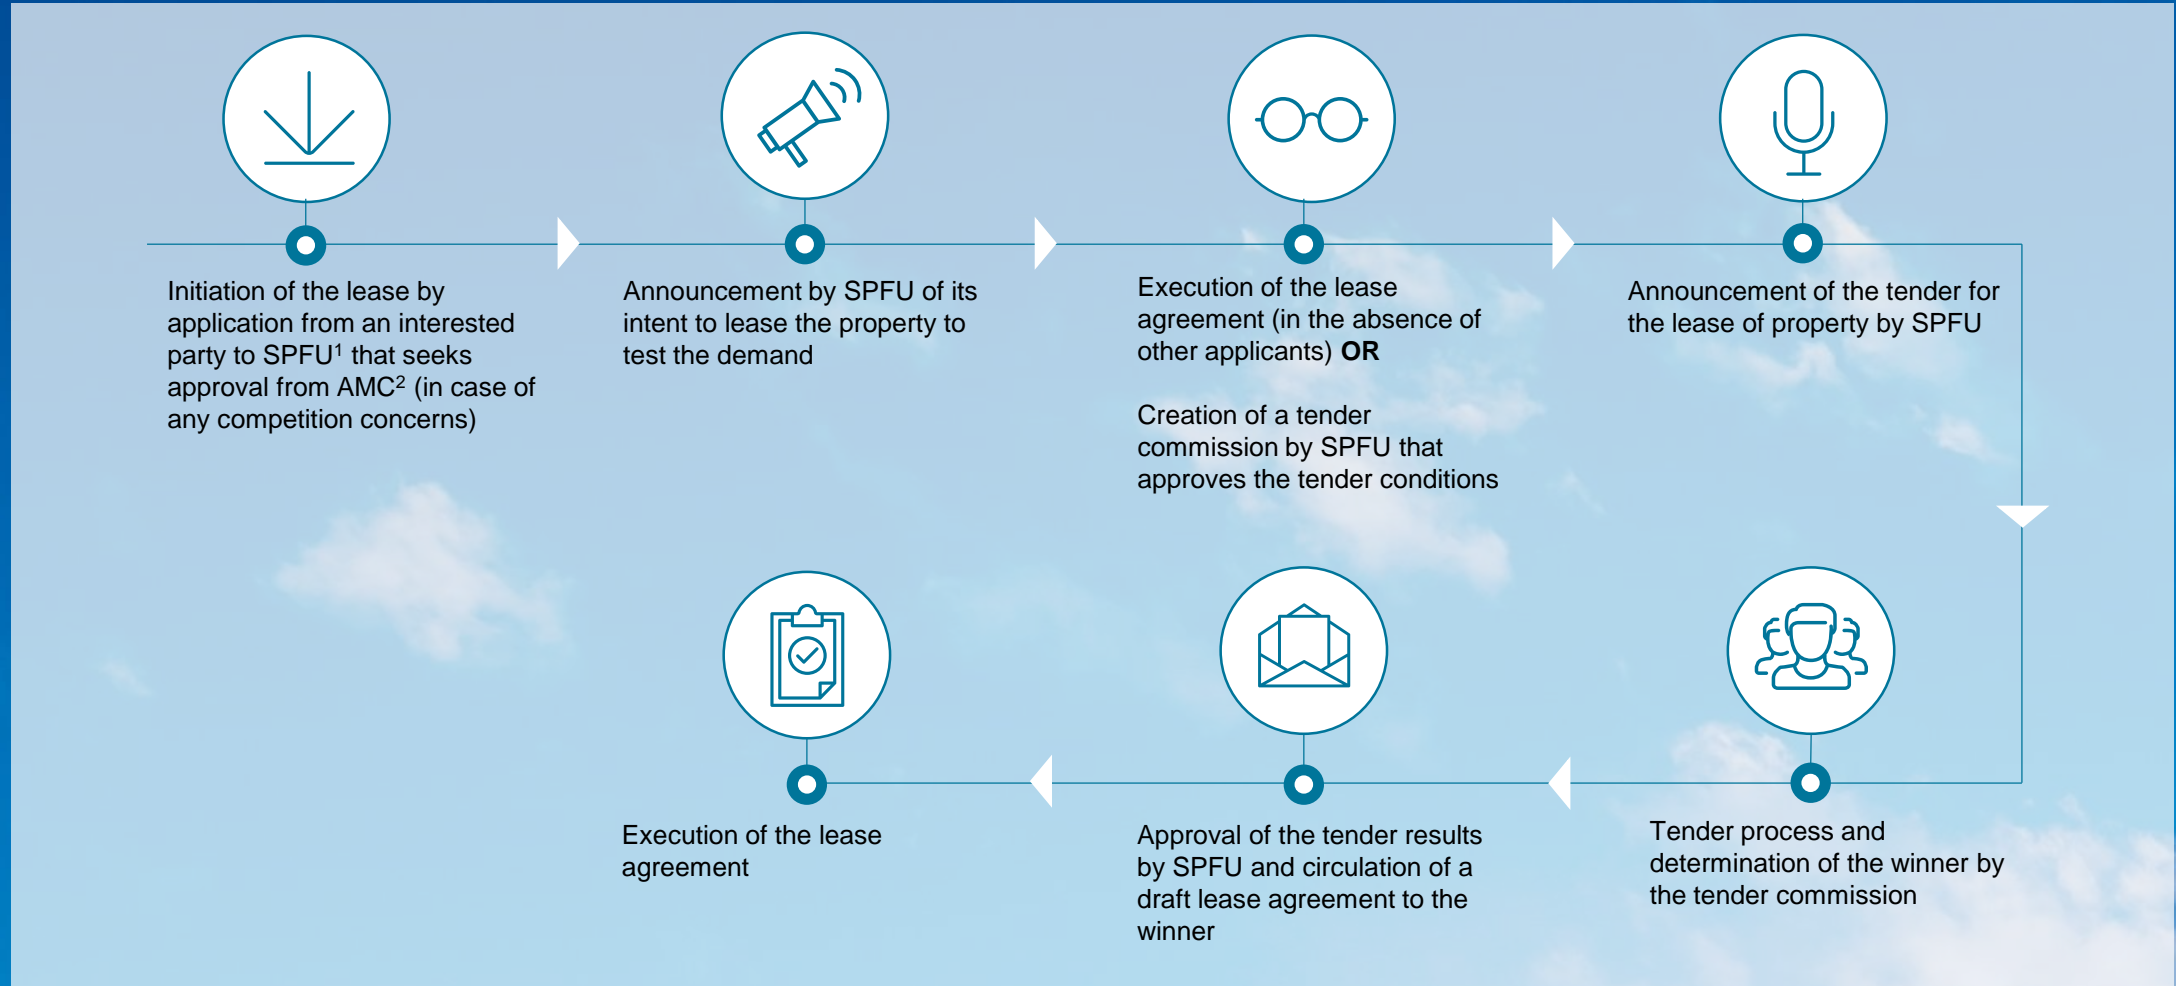 Initiation of the lease by
application from an interested
party to SPFU¹ that seeks
approval from AMC² (in case of
any competition concerns)
Announcement by SPFU of its
intent to lease the property to
test the demand
Execution of the lease
agreement (in the absence of
other applicants) OR
Creation of a tender
commission by SPFU that
approves the tender conditions
Announcement of the tender for
the lease of property by SPFU
Tender process and
determination of the winner by
the tender commission
Approval of the tender results
by SPFU and circulation of a
draft lease agreement to the
winner
Execution of the lease
agreement